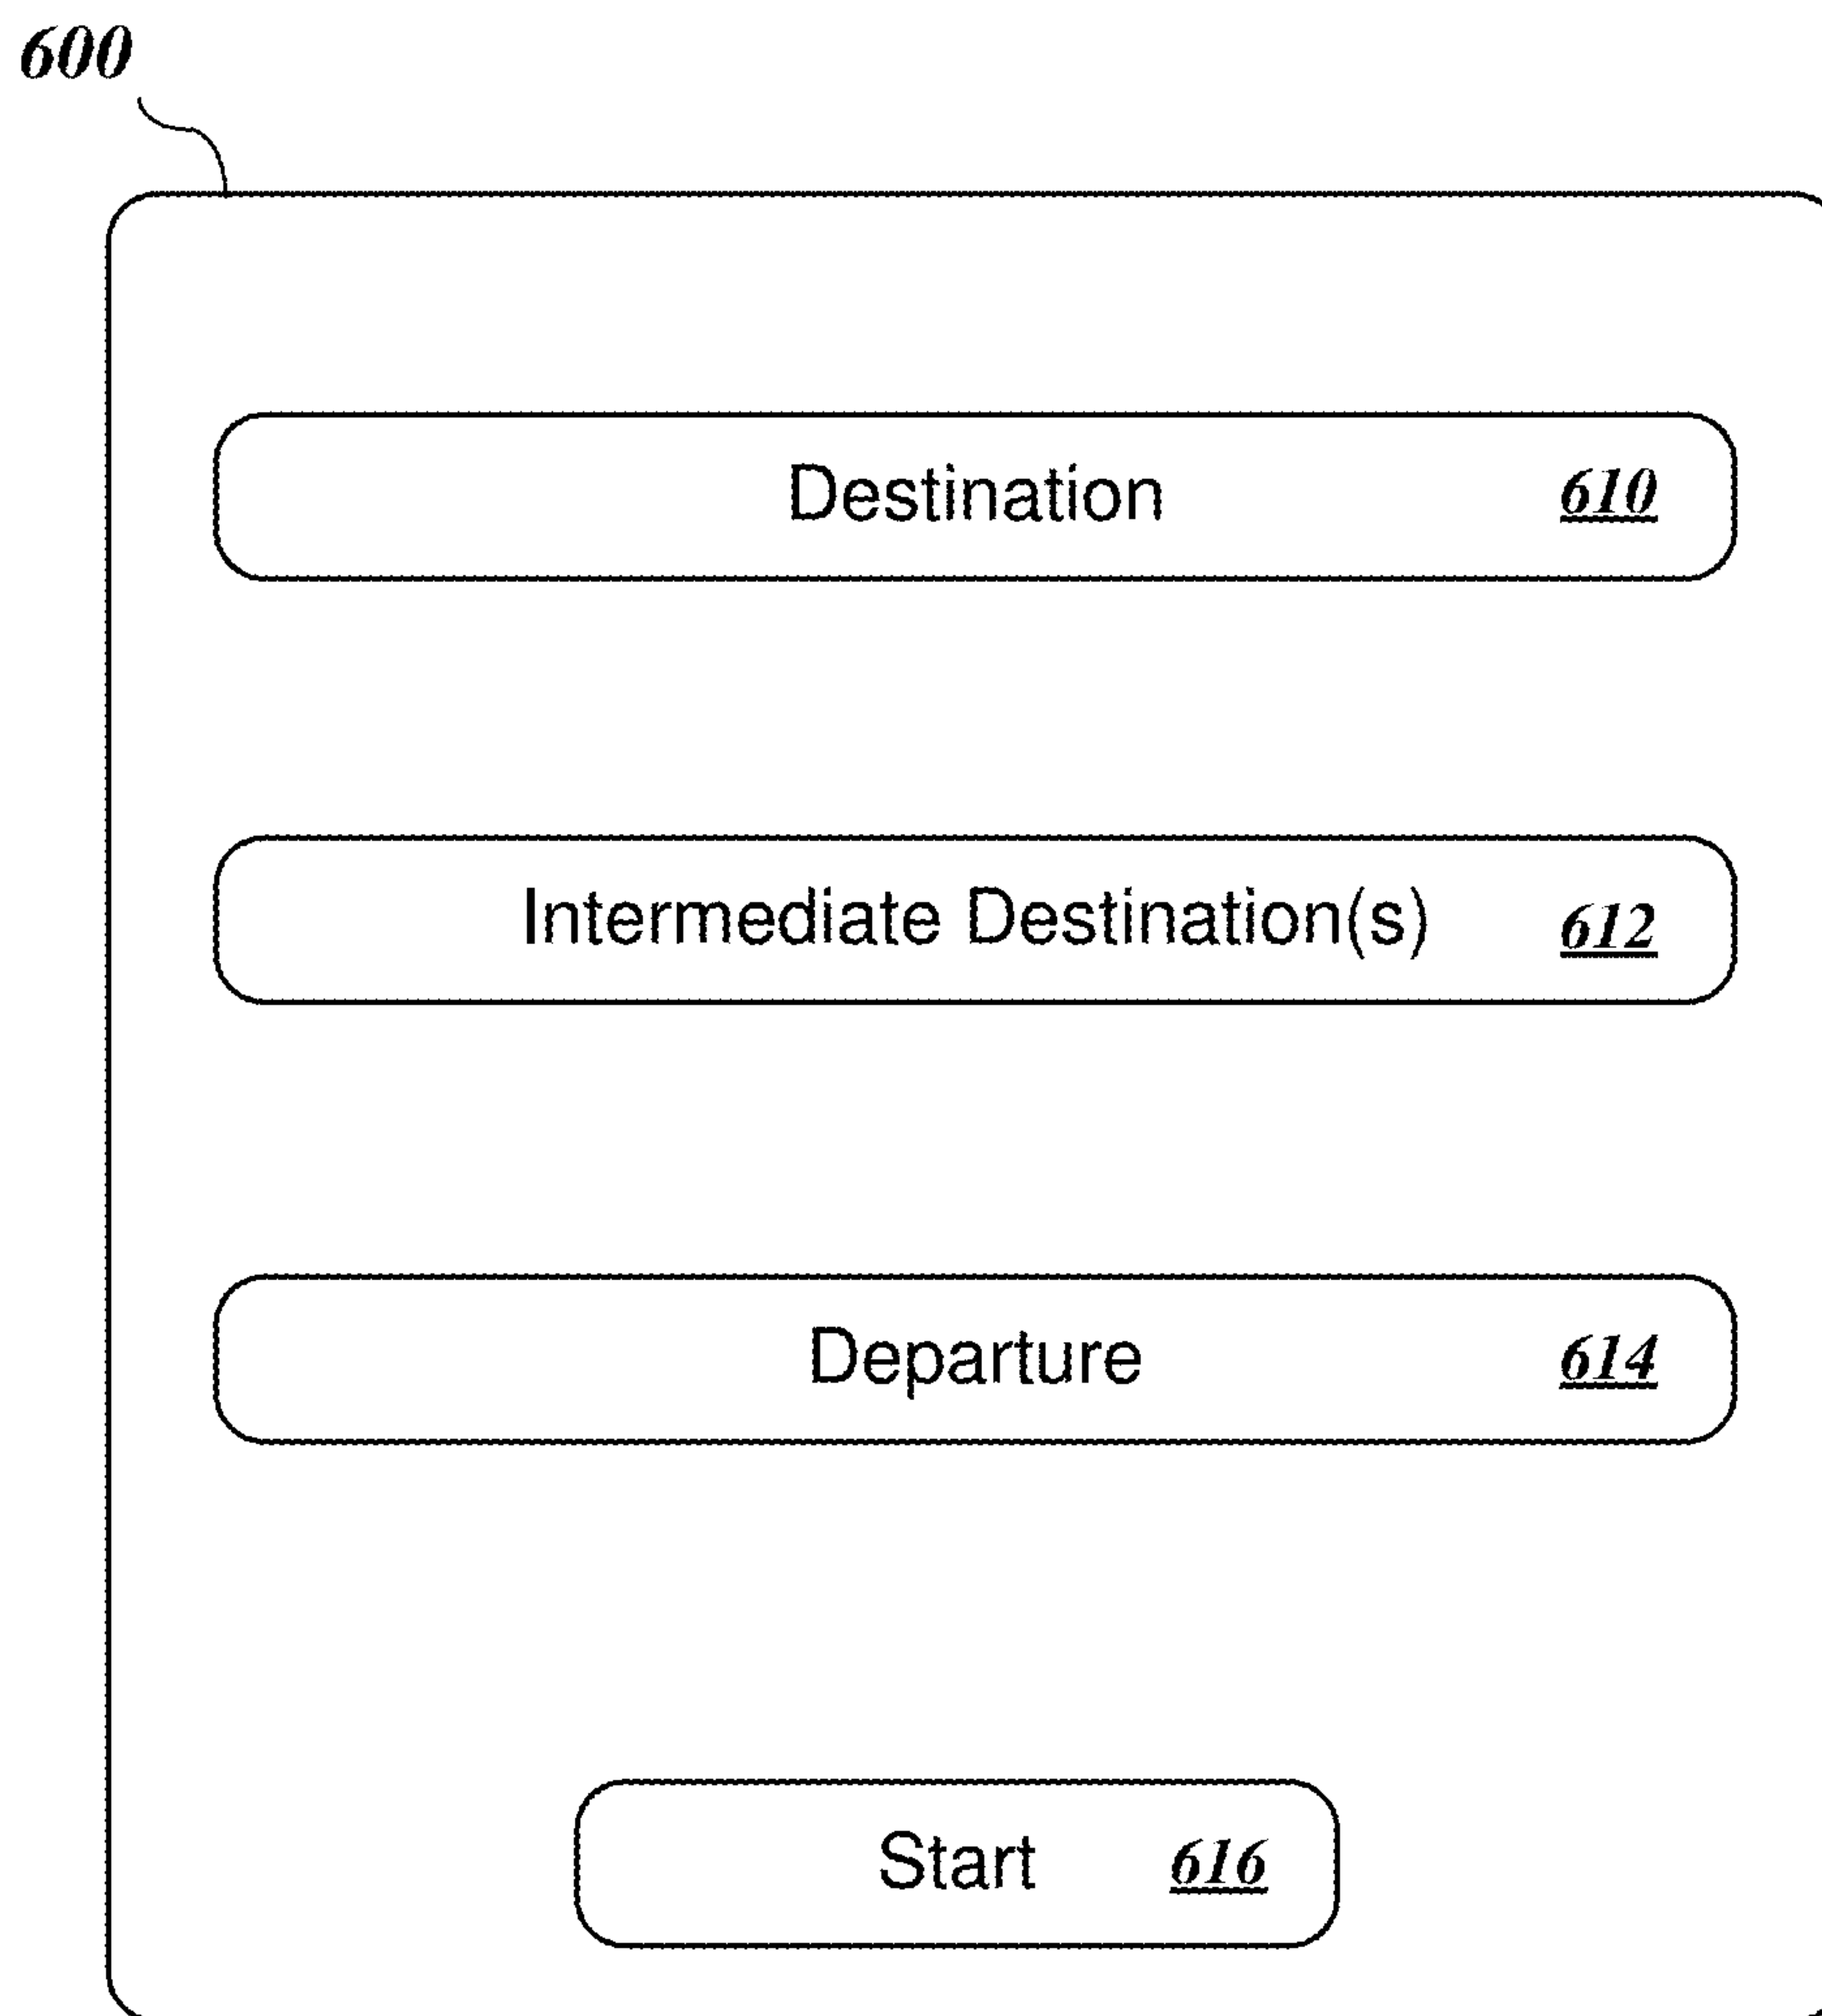 600
Destination 610
Intermediate Destination(s) 612
Departure 614
Start 616